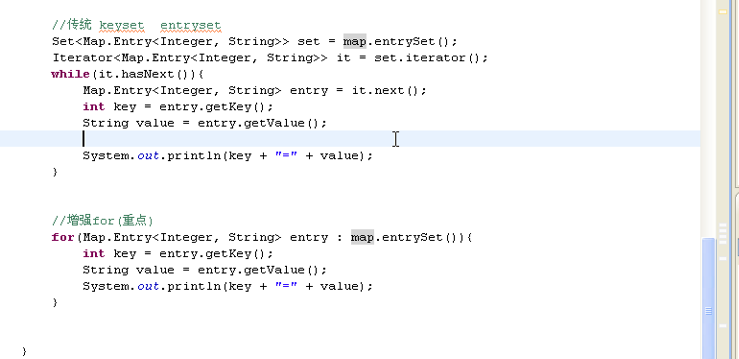 //传统 keyset entryset
Set<Map.Entry<Integer, String>> set = map.entrySet();
Iterator<Map.Entry<Integer, String>> it = set.iterator();
while(it.hasNext()){
Map.Entry<Integer, String> entry = it.next();
int key = entry.getKey();
String value = entry.getValue();
System.out.println(key + "=" + value);
}
//增强for(重点)
for(Map.Entry<Integer, String> entry : map.entrySet()){
int key = entry.getKey();
String value = entry.getValue();
System.out.println(key + "=" + value);
}
}